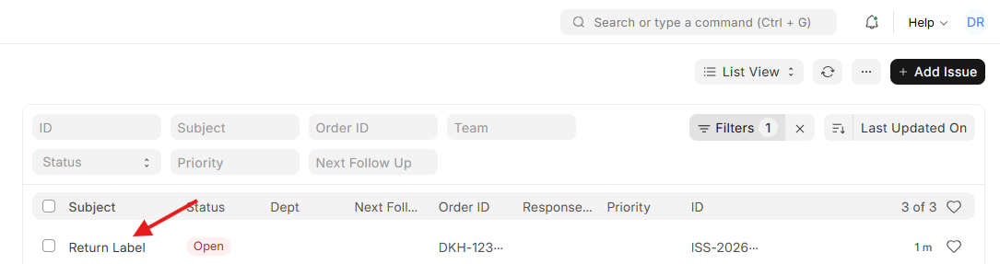 Search or type a command (Ctrl + G) Help DR
List View ··· + Add Issue
ID Subject Order ID Team Filters 1 × Last Updated On
Status Priority Next Follow Up
Subject Status Dept Next Foll... Order ID Response... Priority ID 3 of 3
Return Label Open DKH-123··· ISS-2026··· 1 m